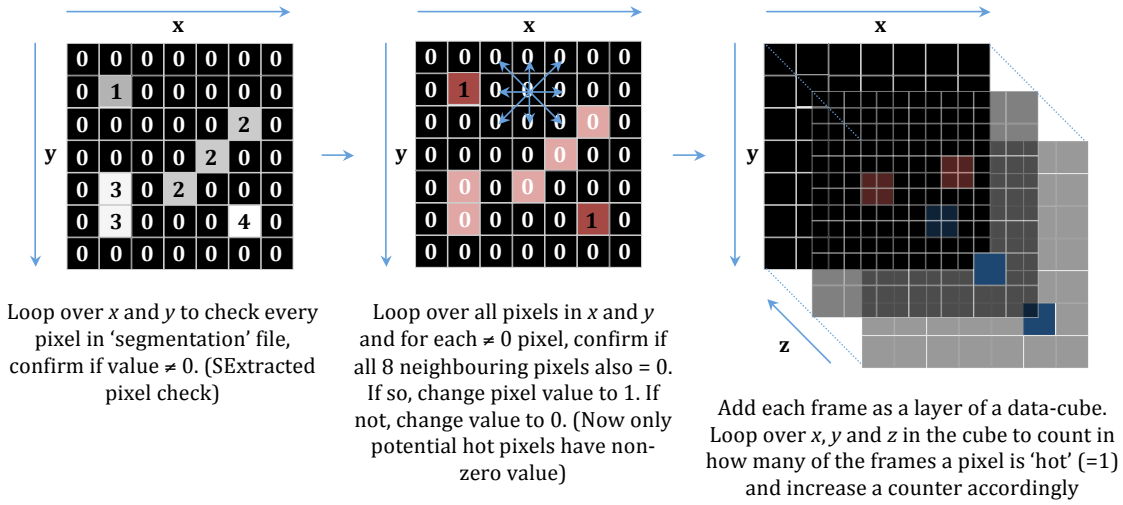 x
0 0 0 0 0 0 0
0 1 0 0 0 0 0
0 0 0 0 0 2 0
y
0 0 0 0 2 0 0
0 3 0 2 0 0 0
0 3 0 0 0 4 0
0 0 0 0 0 0 0
Loop over x and y to check every
pixel in ‘segmentation’ file,
confirm if value ≠ 0. (SExtracted
pixel check)
x
0 0 0 0 0 0 0
0 1 0 0 0 0 0
0 0 0 0 0 0 0
y
0 0 0 0 0 0 0
0 0 0 0 0 0 0
0 0 0 0 0 1 0
0 0 0 0 0 0 0
Loop over all pixels in x and y
and for each ≠ 0 pixel, confirm if
all 8 neighbouring pixels also = 0.
If so, change pixel value to 1. If
not, change value to 0. (Now only
potential hot pixels have non-
zero value)
x
y
z
Add each frame as a layer of a data-cube.
Loop over x, y and z in the cube to count in
how many of the frames a pixel is ‘hot’ (=1)
and increase a counter accordingly